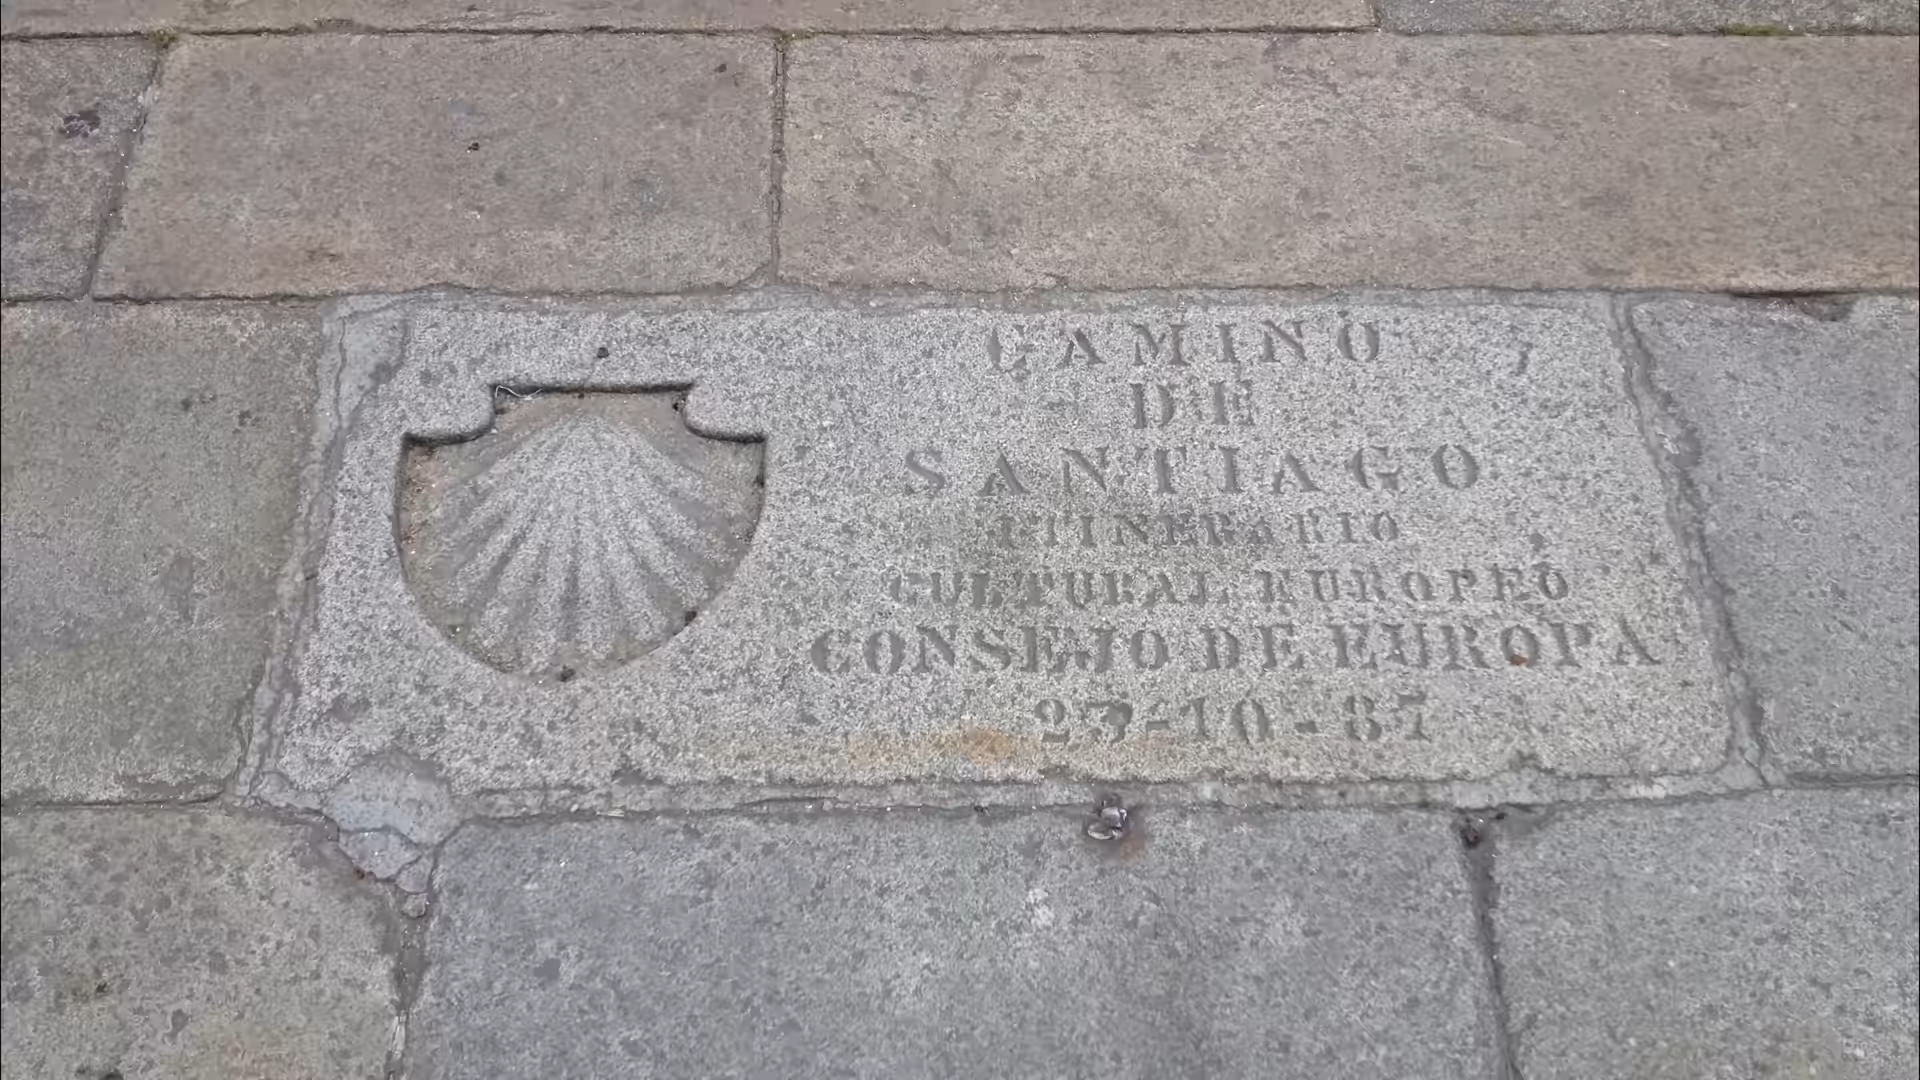 CAMINO
DE
SANTIAGO
ITINERARIO
CULTURAL EUROPEO
CONSEJO DE EUROPA
23-10-87